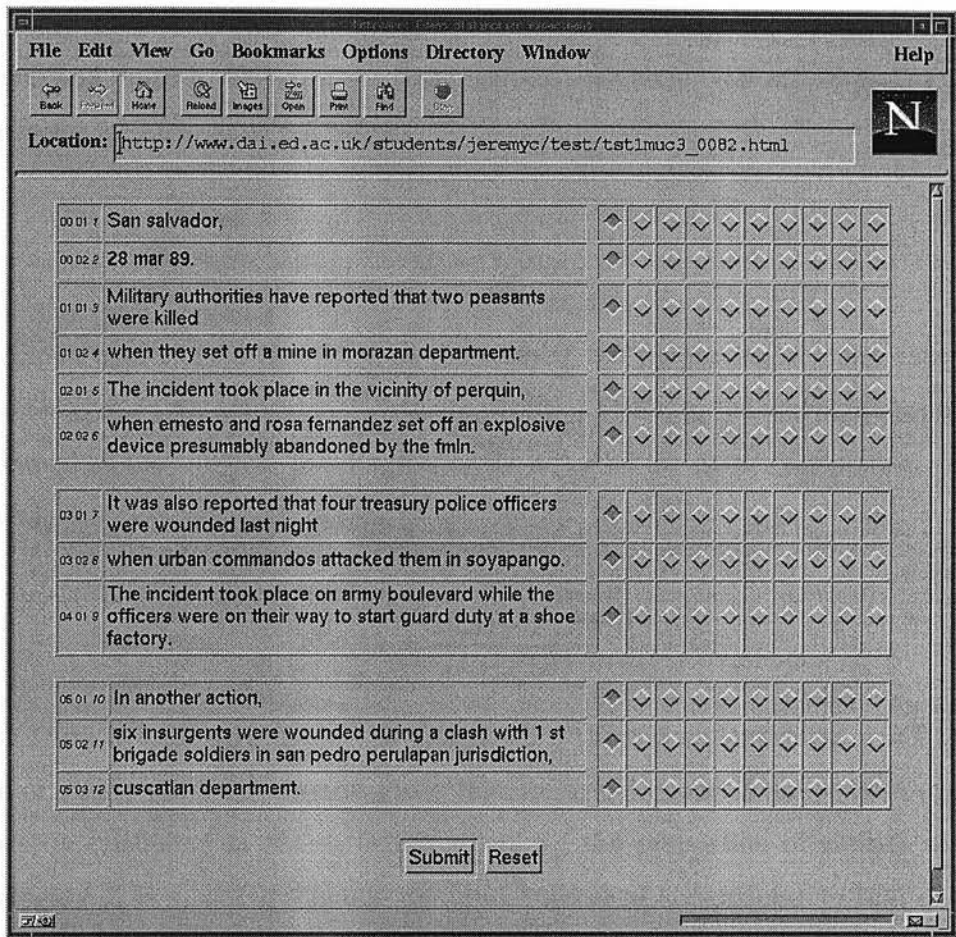 File Edit View Go Bookmarks Options Directory Window Help
Back Forward Home Reload Images Open Print Find Stop
N
Location: http://www.dai.ed.ac.uk/students/jeremyc/test/tst1muc3_0082.html
00 01 1 San salvador,
00 02 2 28 mar 89.
01 01 3 Military authorities have reported that two peasants
were killed
01 02 4 when they set off a mine in morazan department.
02 01 5 The incident took place in the vicinity of perquin,
02 02 6 when ernesto and rosa fernandez set off an explosive
device presumably abandoned by the fmln.
03 01 7 It was also reported that four treasury police officers
were wounded last night
03 02 8 when urban commandos attacked them in soyapango.
04 01 9 The incident took place on army boulevard while the
officers were on their way to start guard duty at a shoe
factory.
05 01 10 In another action,
05 02 11 six insurgents were wounded during a clash with 1 st
brigade soldiers in san pedro perulapan jurisdiction,
05 03 12 cuscatlan department.
Submit Reset